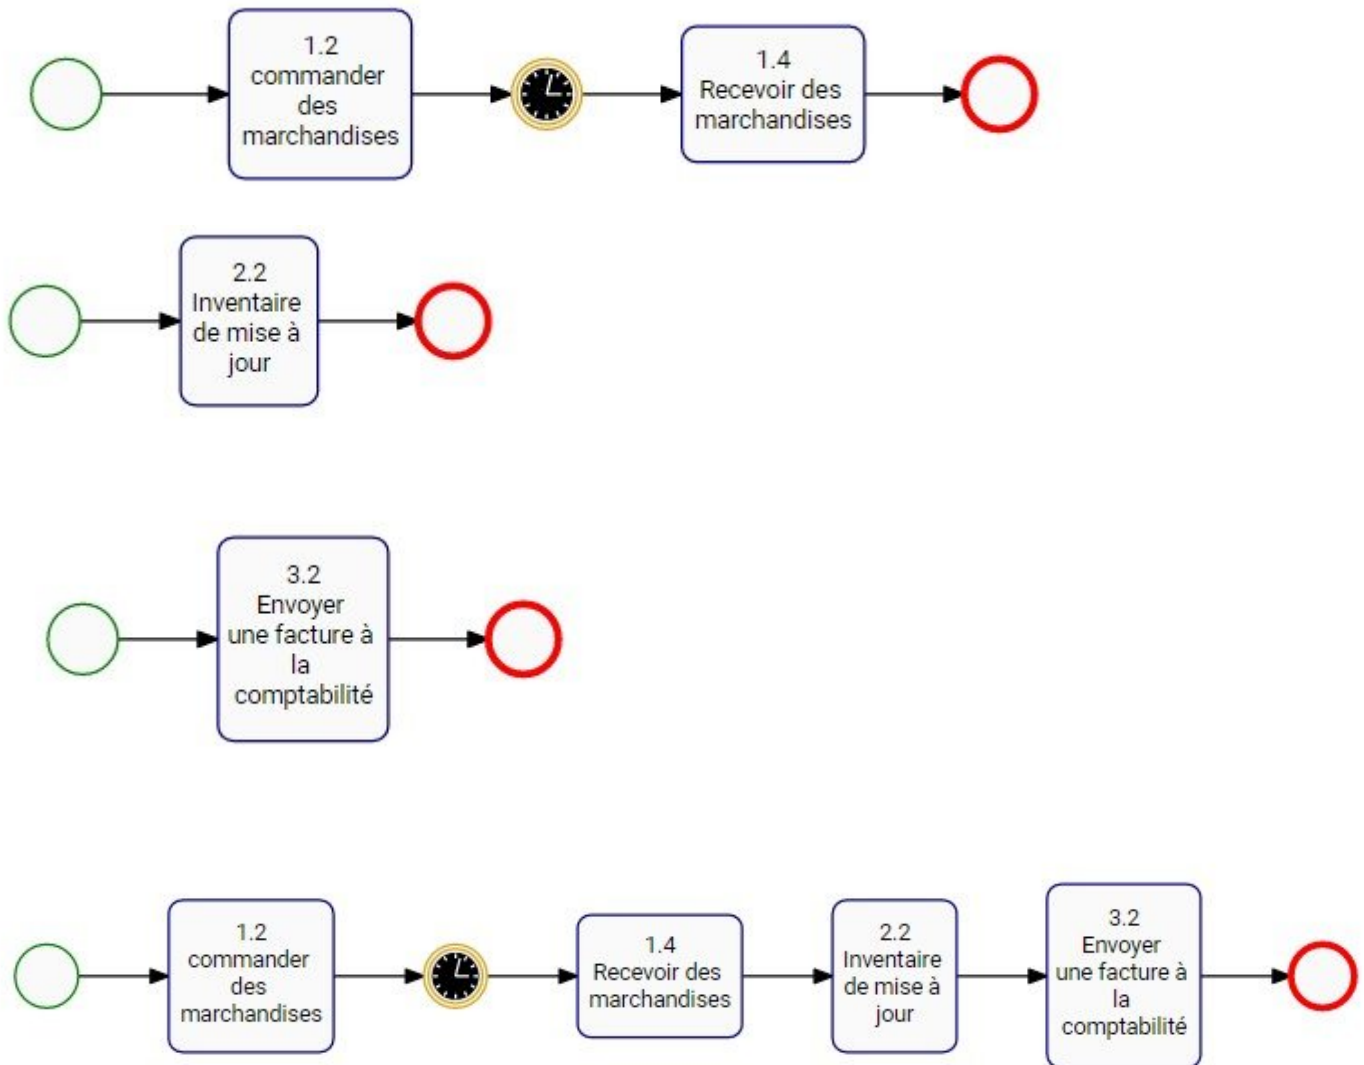 1.2
commander
des
marchandises
1.4
Recevoir des
marchandises
2.2
Inventaire
de mise à
jour
3.2
Envoyer
une facture à
la
comptabilité
1.2
commander
des
marchandises
1.4
Recevoir des
marchandises
2.2
Inventaire
de mise à
jour
3.2
Envoyer
une facture à
la
comptabilité